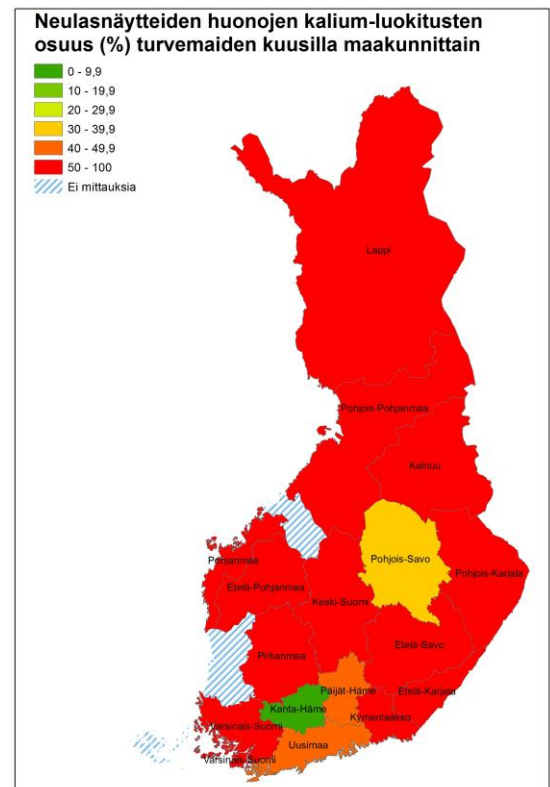 Neulasnäytteiden huonojen kalium-luokitusten
osuus (%) turvemaiden kuusilla maakunnittain
0 - 9,9
10 - 19,9
20 - 29,9
30 - 39,9
40 - 49,9
50 - 100
Ei mittauksia
Lappi
Pohjois-Pohjanmaa
Kainuu
Pohjanmaa
Pohjois-Savo
Pohjois-Karjala
Etelä-Pohjanmaa
Keski-Suomi
Etelä-Savo
Pirkanmaa
Päijät-Häme
Etelä-Karjala
Kanta-Häme
Kymenlaakso
Varsinais-Suomi
Uusimaa
Varsinais-Suomi